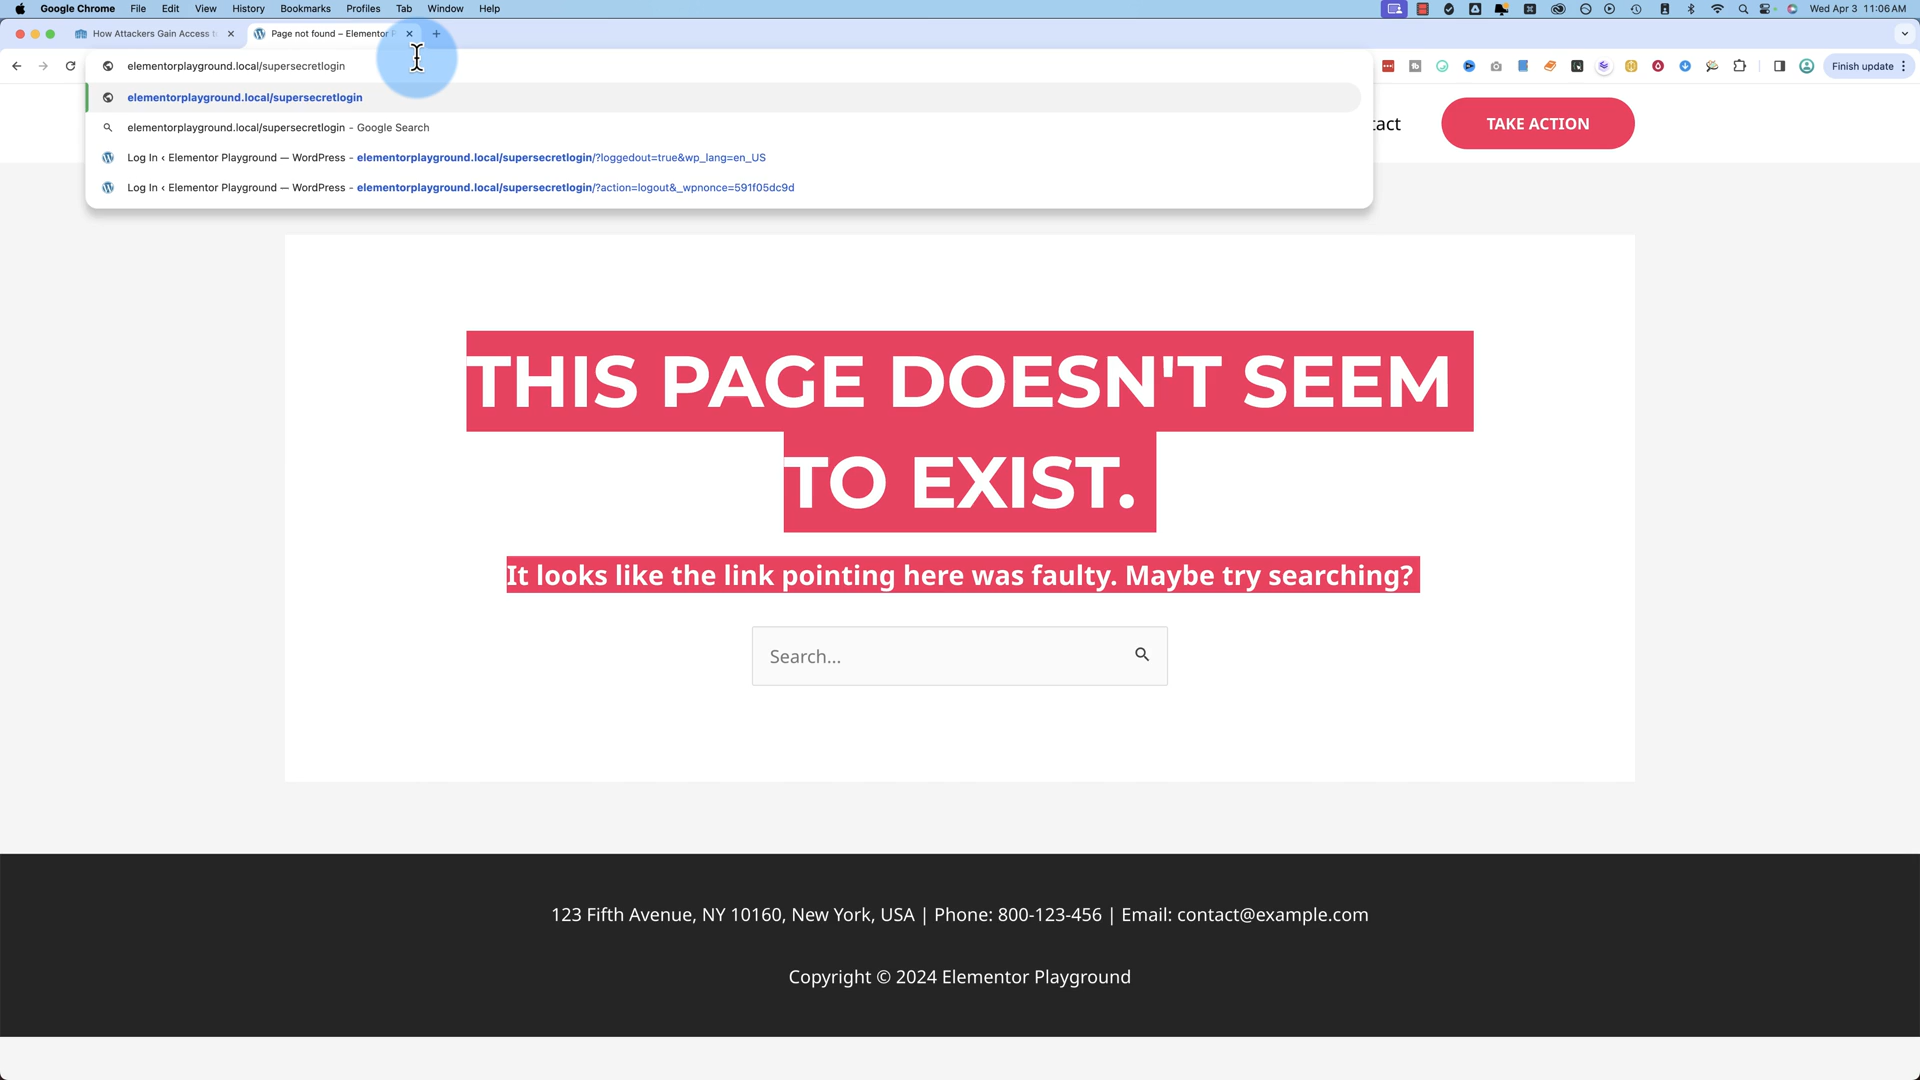 Google Chrome File Edit View History Bookmarks Profiles Tab Window Help Wed Apr 3 11:06 AM
How Attackers Gain Access t Page not found – Elementor
elementorplayground.local/supersecretlogin Finish update
elementorplayground.local/supersecretlogin
elementorplayground.local/supersecretlogin - Google Search
Log In ‹ Elementor Playground — WordPress - elementorplayground.local/supersecretlogin/?loggedout=true&wp_lang=en_US
Log In ‹ Elementor Playground — WordPress - elementorplayground.local/supersecretlogin/?action=logout&_wpnonce=591f05dc9d
tact TAKE ACTION
THIS PAGE DOESN'T SEEM
TO EXIST.
It looks like the link pointing here was faulty. Maybe try searching?
Search...
123 Fifth Avenue, NY 10160, New York, USA | Phone: 800-123-456 | Email: contact@example.com
Copyright © 2024 Elementor Playground